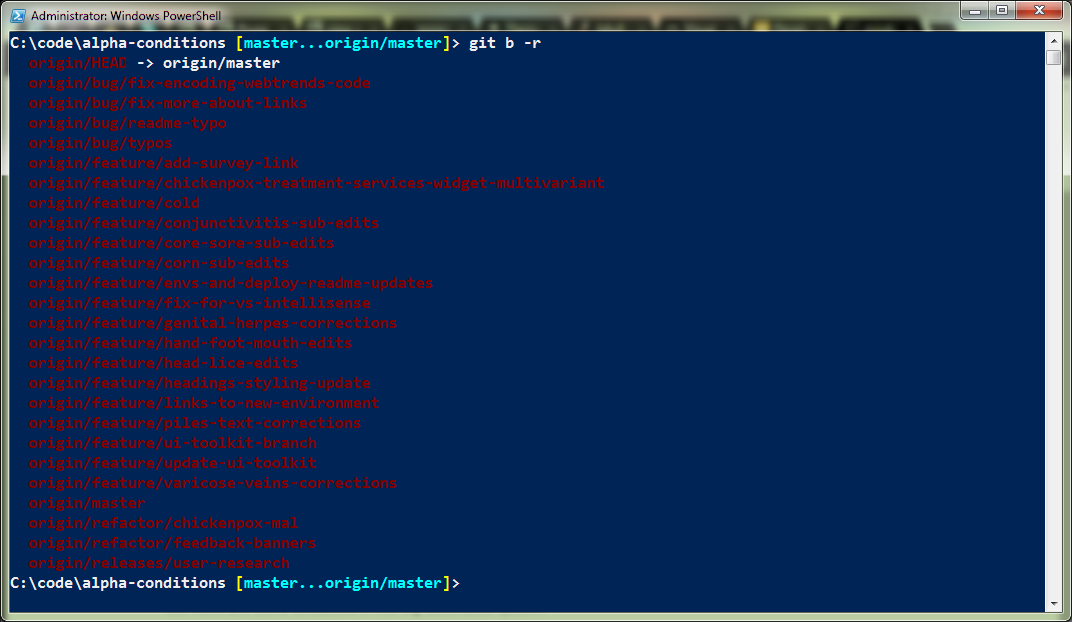 Administrator: Windows PowerShell
C:\code\alpha-conditions [master...origin/master]> git b -r
origin/HEAD -> origin/master
origin/bug/fix-encoding-webtrends-code
origin/bug/fix-more-about-links
origin/bug/readme-typo
origin/bug/typos
origin/feature/add-survey-link
origin/feature/chickenpox-treatment-services-widget-multivariant
origin/feature/cold
origin/feature/conjunctivitis-sub-edits
origin/feature/core-sore-sub-edits
origin/feature/corn-sub-edits
origin/feature/envs-and-deploy-readme-updates
origin/feature/fix-for-vs-intellisense
origin/feature/genital-herpes-corrections
origin/feature/hand-foot-mouth-edits
origin/feature/head-lice-edits
origin/feature/headings-styling-update
origin/feature/links-to-new-environment
origin/feature/piles-text-corrections
origin/feature/ui-toolkit-branch
origin/feature/update-ui-toolkit
origin/feature/varicose-veins-corrections
origin/master
origin/refactor/chickenpox-mal
origin/refactor/feedback-banners
origin/releases/user-research
C:\code\alpha-conditions [master...origin/master]>